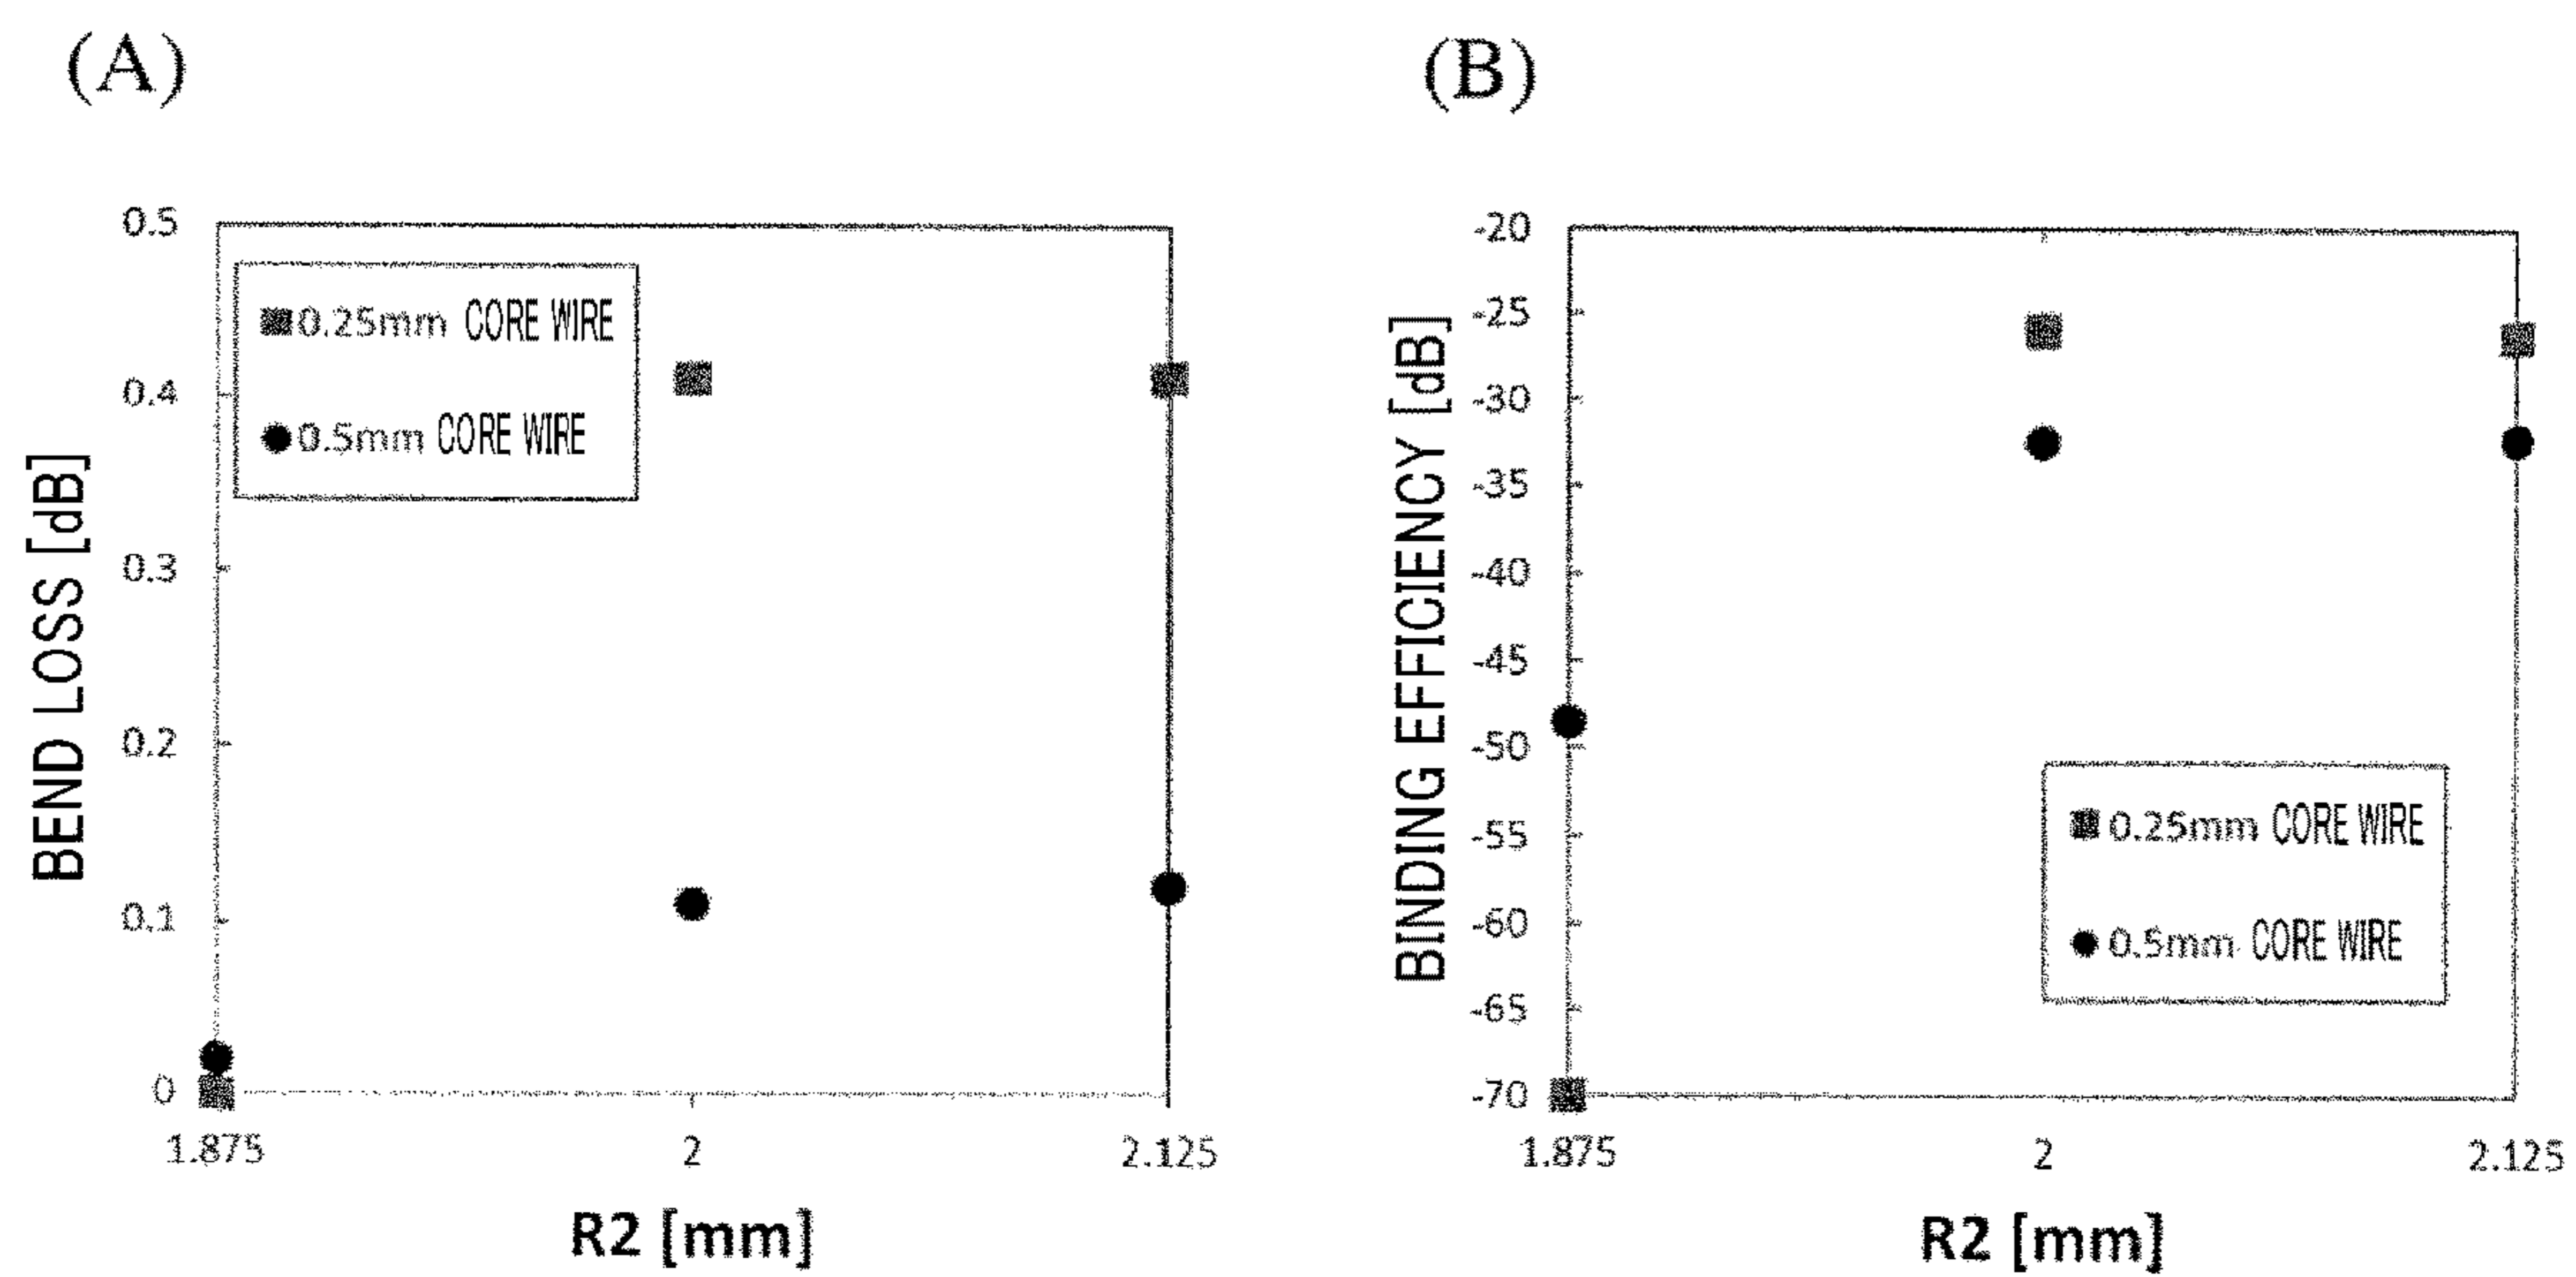 (A)
BEND LOSS [dB]
0.5
0.4
0.3
0.2
0.1
0
0.25mm CORE WIRE
0.5mm CORE WIRE
1.875 2 2.125
R2 [mm]
(B)
BINDING EFFICIENCY [dB]
-20
-25
-30
-35
-40
-45
-50
-55
-60
-65
-70
0.25mm CORE WIRE
0.5mm CORE WIRE
1.875 2 2.125
R2 [mm]